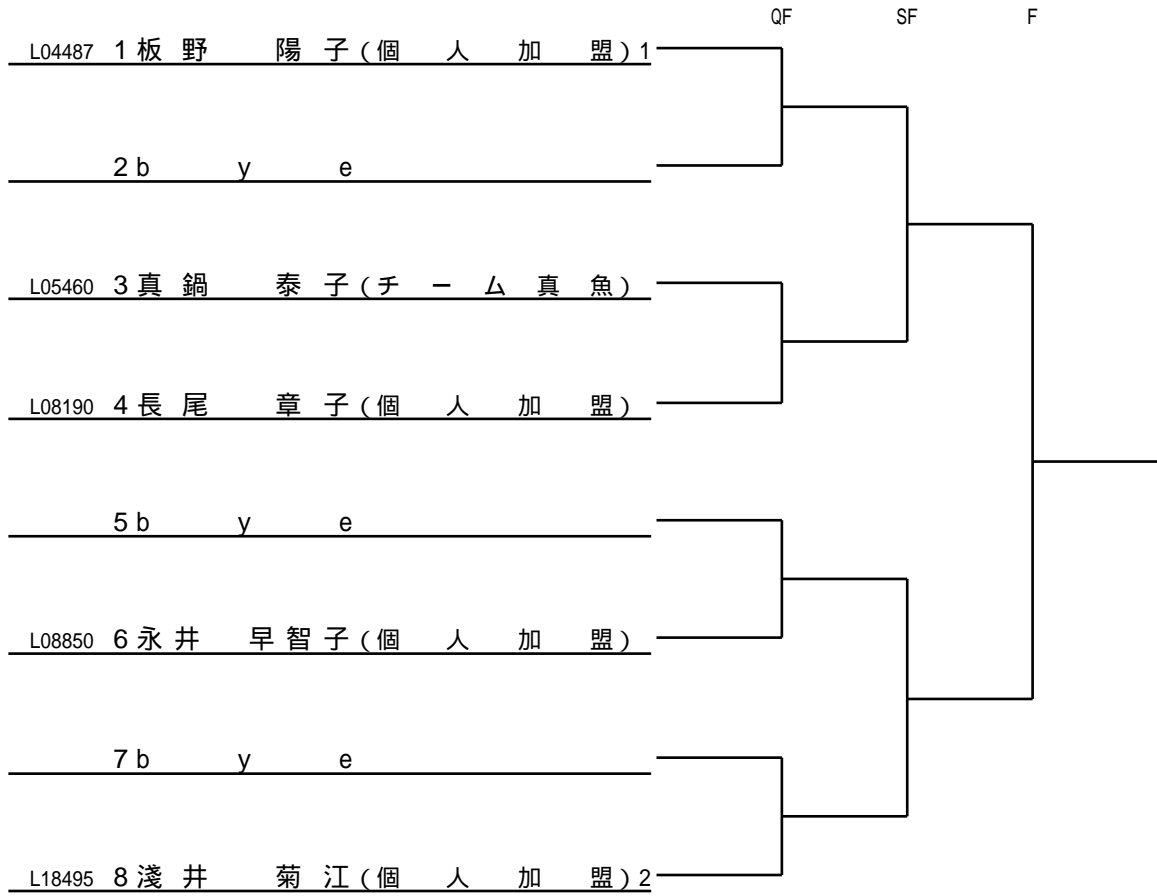 QF SF F
L04487 1 板野 陽子 (個人加盟) 1
2 bye
L05460 3 真鍋 泰子 (チーム真魚)
L08190 4 長尾 章子 (個人加盟)
5 bye
L08850 6 永井 早智子 (個人加盟)
7 bye
L18495 8 淺井 菊江 (個人加盟) 2